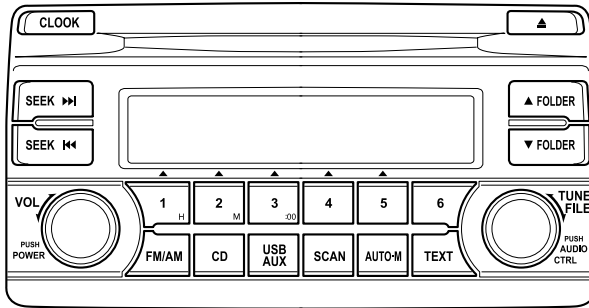 CLOOK
SEEK
▲ FOLDER
SEEK
▼ FOLDER
VOL
1
H
2
M
3
:00
4
5
6
TUNE
FILE
PUSH
POWER
FM/AM
CD
USB
AUX
SCAN
AUTO·M
TEXT
PUSH
AUDIO
CTRL